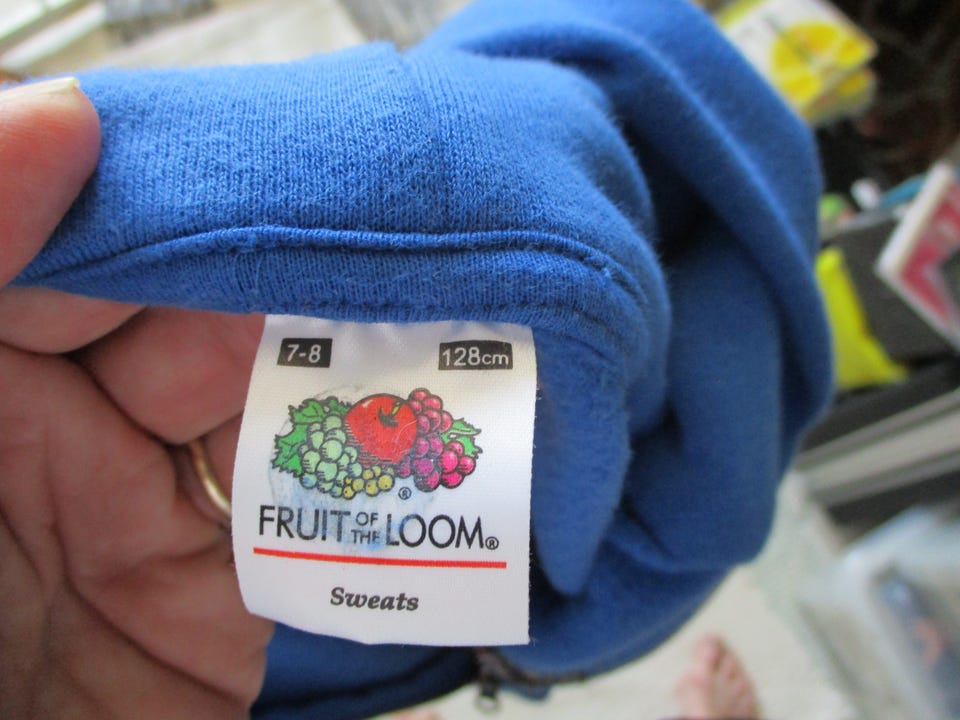 7-8 128cm
FRUIT OF THE LOOM®
Sweats